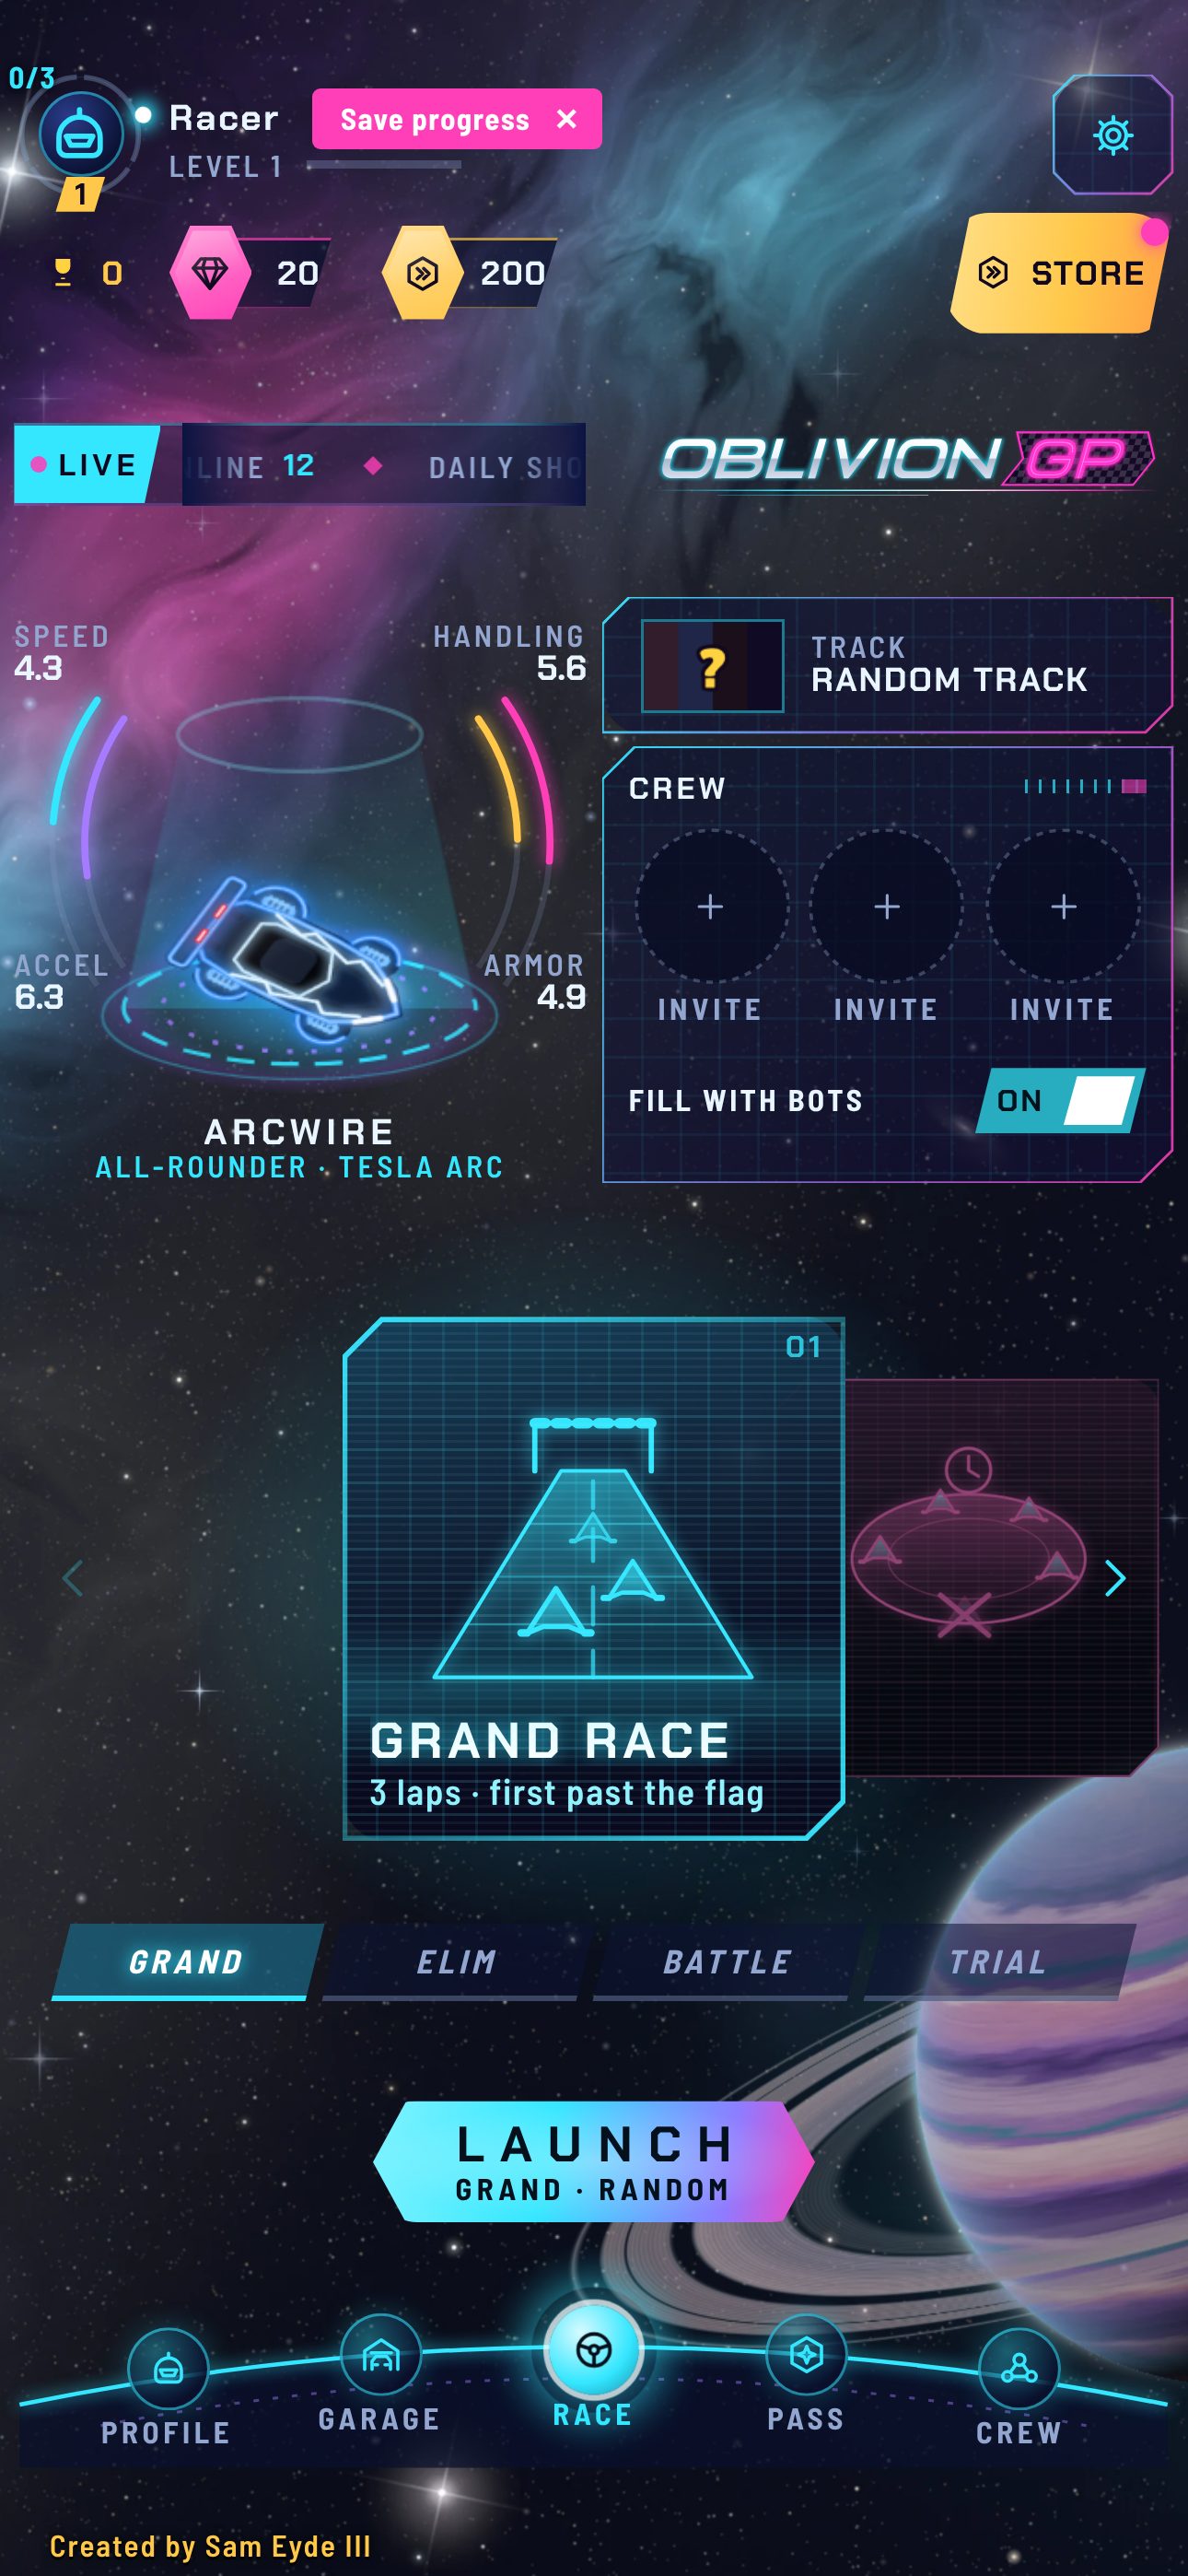 0/3
Racer
Save progress ✕
LEVEL 1
1
0
20
200
STORE
LIVE
12
DAILY
OBLIVION GP
SPEED
4.3
HANDLING
5.6
TRACK
RANDOM TRACK
?
CREW
ACCEL
6.3
ARMOR
4.9
INVITE
INVITE
INVITE
FILL WITH BOTS
ON
ARCWIRE
ALL-ROUNDER · TESLA ARC
01
GRAND RACE
3 laps · first past the flag
GRAND
ELIM
BATTLE
TRIAL
LAUNCH
GRAND · RANDOM
PROFILE
GARAGE
RACE
PASS
CREW
Created by Sam Eyde III